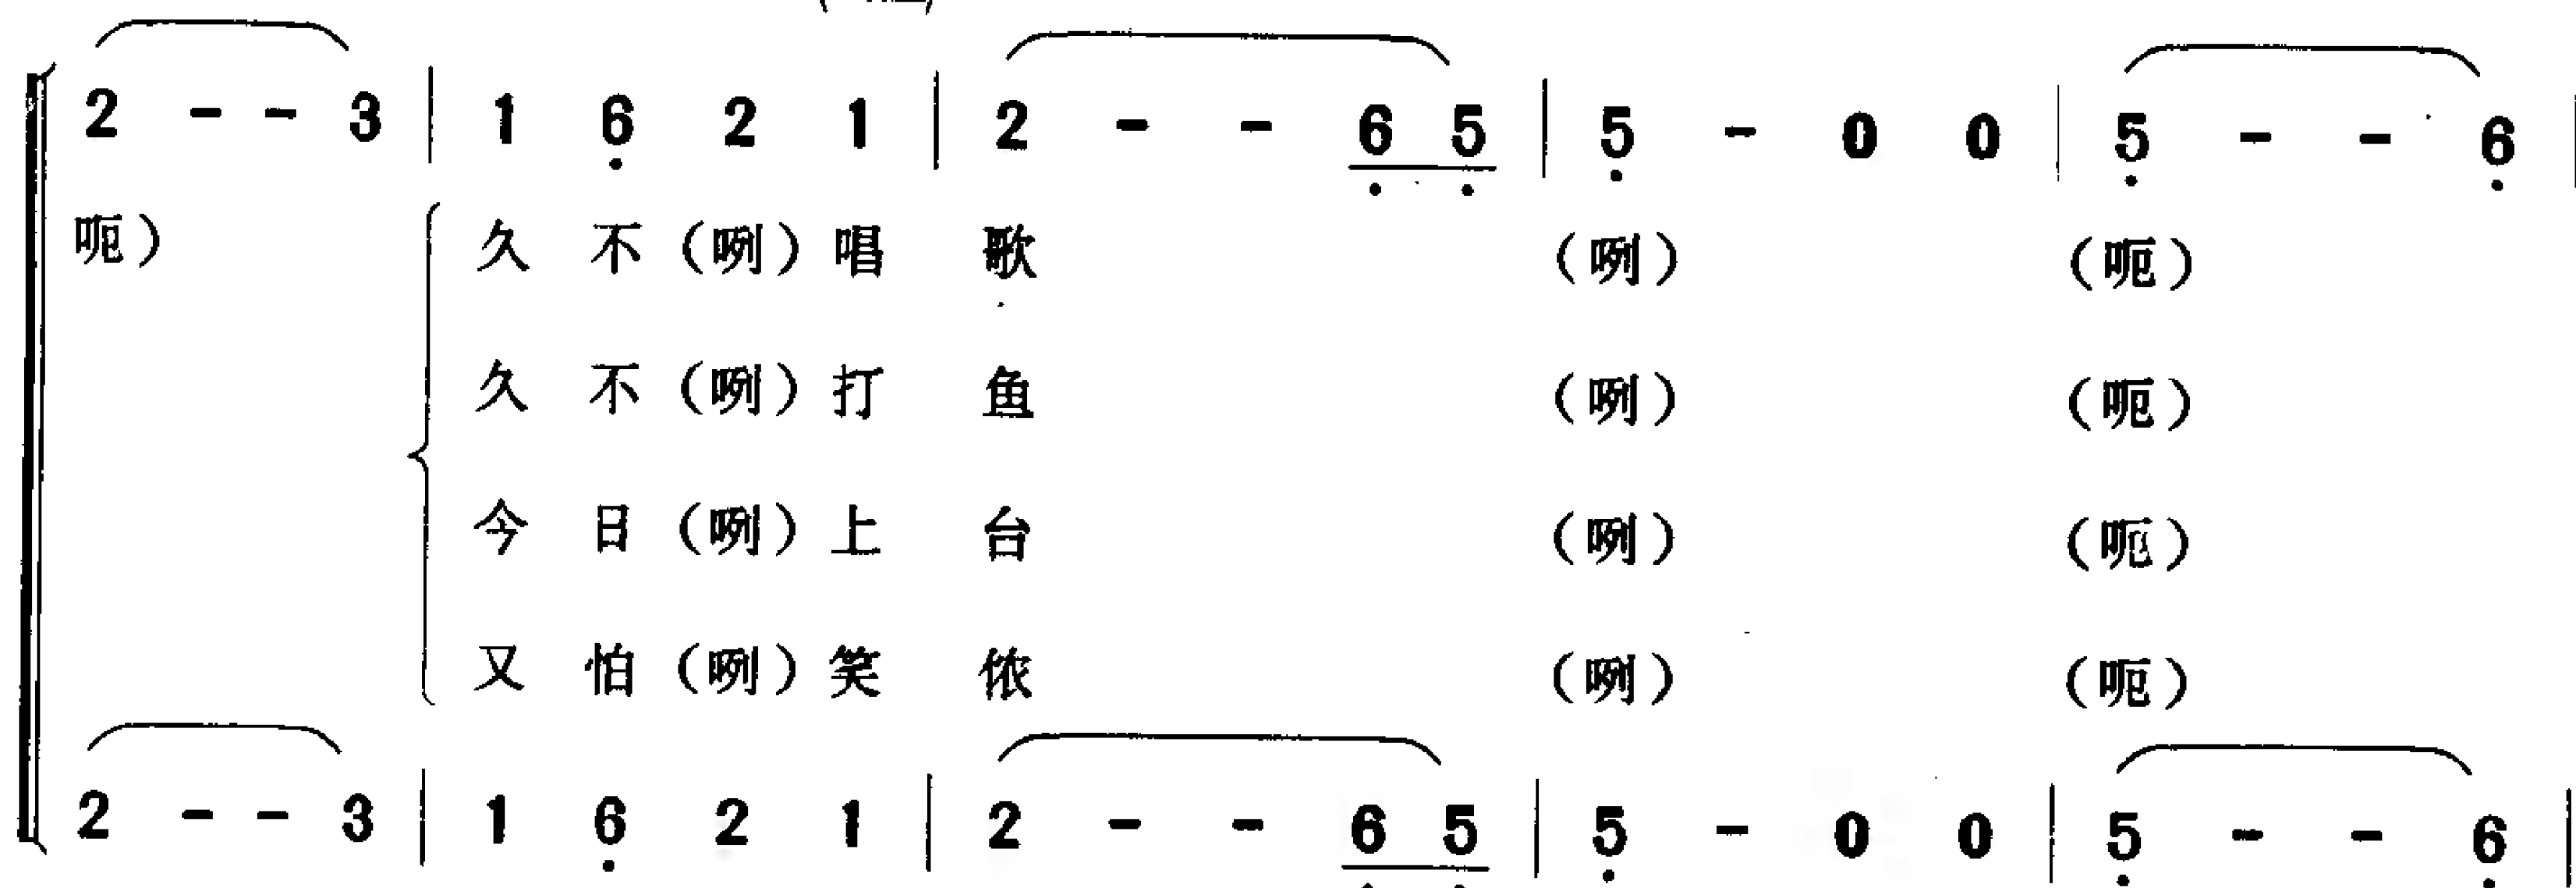 2 - - 3 | 1 6 2 1 | 2 - - 6 5 | 5 - 0 0 | 5 - - 6 |
呃） 久 不（咧）唱 歌 （咧） （呃）
久 不（咧）打 鱼 （咧） （呃）
今 日（咧）上 台 （咧） （呃）
又 怕（咧）笑 侬 （咧） （呃）
2 - - 3 | 1 6 2 1 | 2 - - 6 5 | 5 - 0 0 | 5 - - 6 |